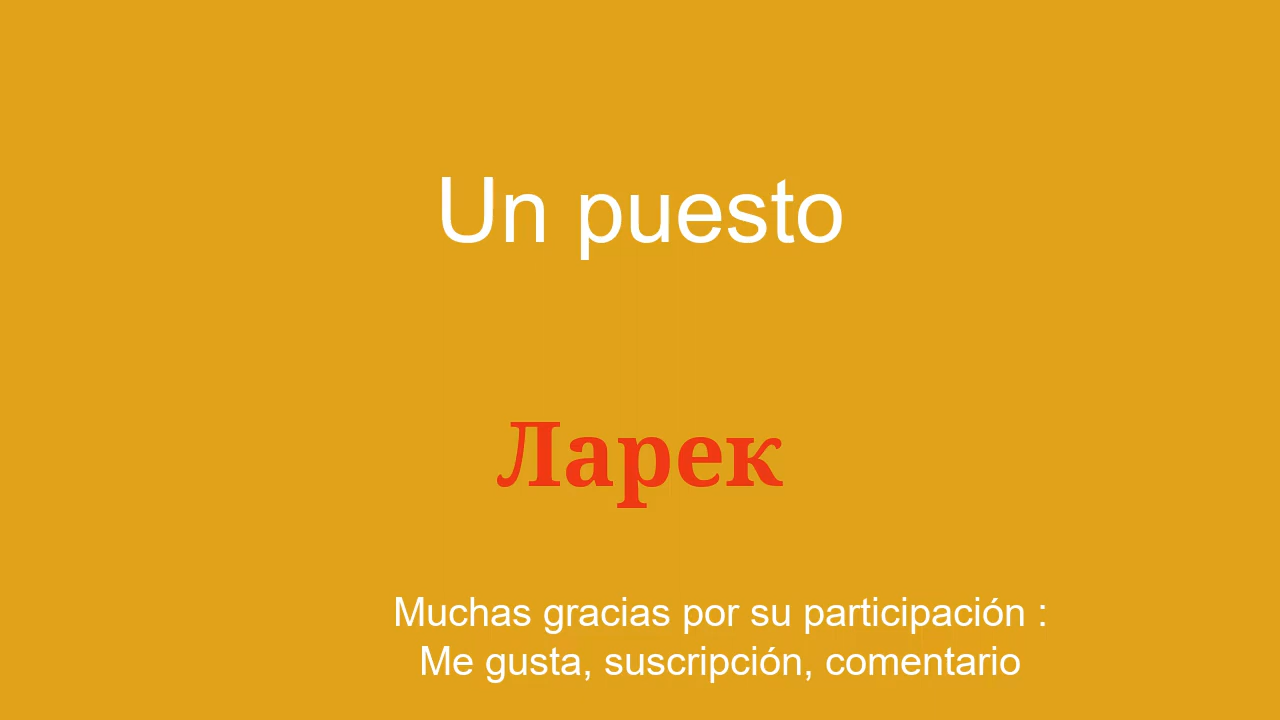 Un puesto
Ларек
Muchas gracias por su participación :
Me gusta, suscripción, comentario